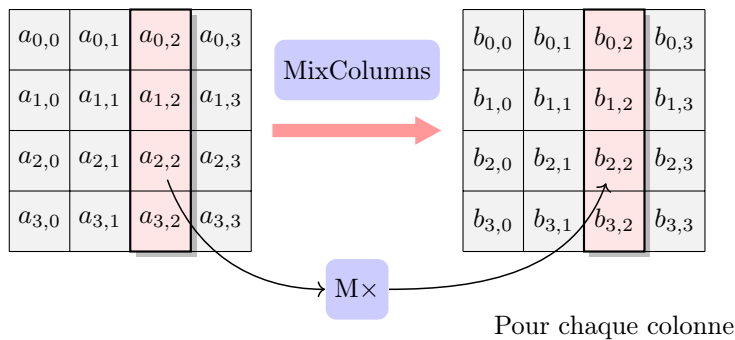 a0,0 a0,1 a0,2 a0,3 MixColumns b0,0 b0,1 b0,2 b0,3
a1,0 a1,1 a1,2 a1,3 b1,0 b1,1 b1,2 b1,3
a2,0 a2,1 a2,2 a2,3 b2,0 b2,1 b2,2 b2,3
a3,0 a3,1 a3,2 a3,3 b3,0 b3,1 b3,2 b3,3
M×
Pour chaque colonne